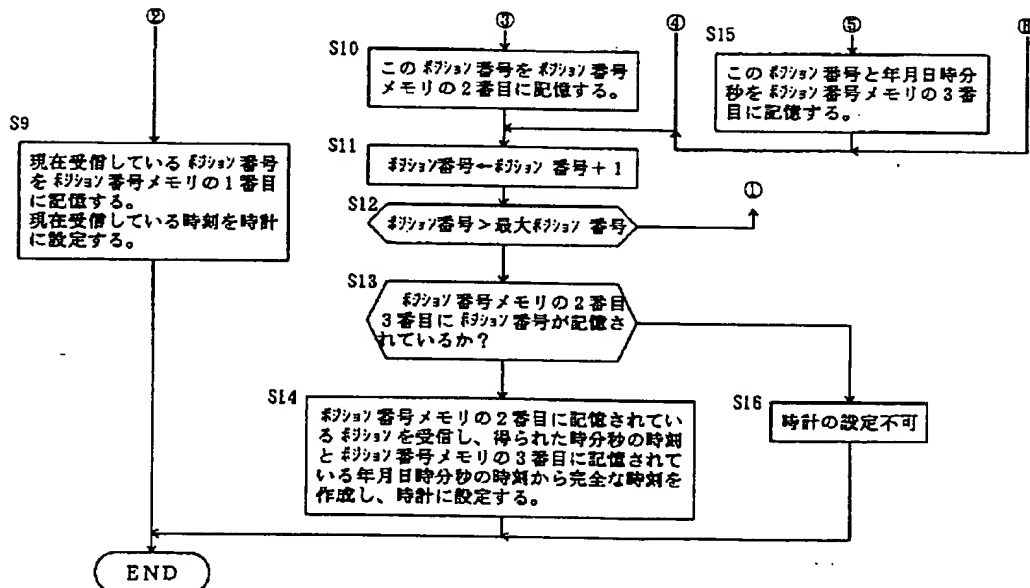 ②
③
④
⑤
⑥
S10
このポジション番号をポジション番号
メモリの2番目に記憶する。
S15
このポジション番号と年月日時分
秒をポジション番号メモリの3番
目に記憶する。
S9
現在受信しているポジション番号
をポジション番号メモリの1番目
に記憶する。
現在受信している時刻を時計
に設定する。
S11
ポジション番号←ポジション番号+1
S12
ポジション番号>最大ポジション番号
①
S13
ポジション番号メモリの2番目
3番目にポジション番号が記憶さ
れているか?
S14
ポジション番号メモリの2番目に記憶されてい
るポジションを受信し、得られた時分秒の時刻
とポジション番号メモリの3番目に記憶されて
いる年月日時分秒の時刻から完全な時刻を
作成し、時計に設定する。
S16
時計の設定不可
END